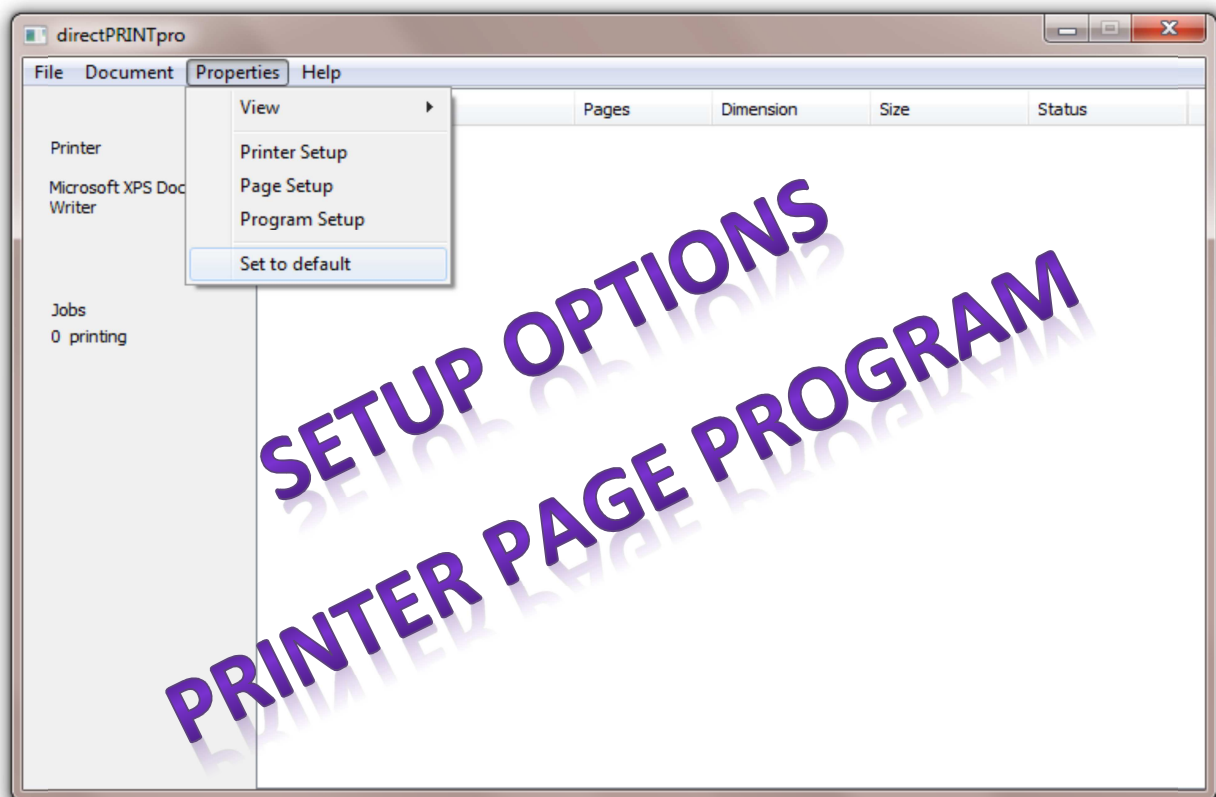 directPRINTpro
File Document Properties Help
Pages Dimension Size Status
View
Printer Setup
Page Setup
Program Setup
Set to default
Printer
Microsoft XPS Doc
Writer
Jobs
0 printing
SETUP OPTIONS
PRINTER PAGE PROGRAM